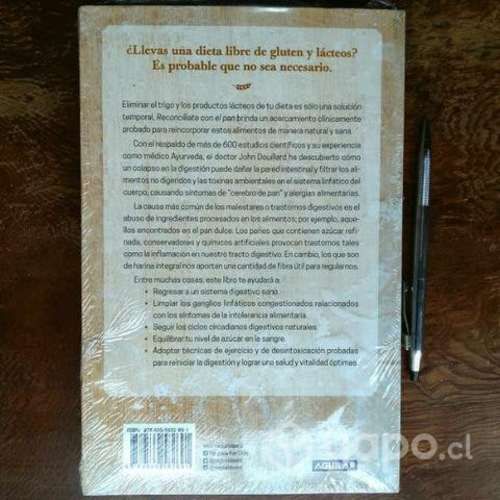 ¿Llevas una dieta libre de gluten y lácteos?
Es probable que no sea necesario.
Eliminar el trigo y los productos lácteos de tu dieta es sólo una solución
temporal. Reconcíliate con el pan brinda un acercamiento clínicamente
probado para reincorporar estos alimentos de manera natural y sana.
Con el respaldo de más de 600 estudios científicos y su experiencia
como médico Ayurveda, el doctor John Douillard ha descubierto cómo
un colapso en la digestión puede dañar la pared intestinal y filtrar los ali-
mentos no digeridos y las toxinas ambientales en el sistema linfático del
cuerpo, causando síntomas de "cerebro de pan" y alergias alimentarias.
La causa más común de los malestares o trastornos digestivos es el
abuso de ingredientes procesados en los alimentos; por ejemplo, aque-
llos encontrados en el pan dulce. Los panes que contienen azúcar refi-
nada, conservadores y químicos artificiales provocan trastornos tales
como la inflamación en nuestro tracto digestivo. En cambio, los que son
de harina integral nos aportan una cantidad de fibra útil para regularnos.
Entre muchas cosas, este libro te ayudará a:
• Regresar a un sistema digestivo sano.
• Limpiar los ganglios linfáticos congestionados relacionados
con los síntomas de la intolerancia alimentaria.
• Seguir los ciclos circadianos digestivos naturales.
• Equilibrar tu nivel de azúcar en la sangre.
• Adoptar técnicas de ejercicio y de desintoxicación probadas
para reiniciar la digestión y lograr una salud y vitalidad óptimas.
ISBN:
AGUILAR
.cl